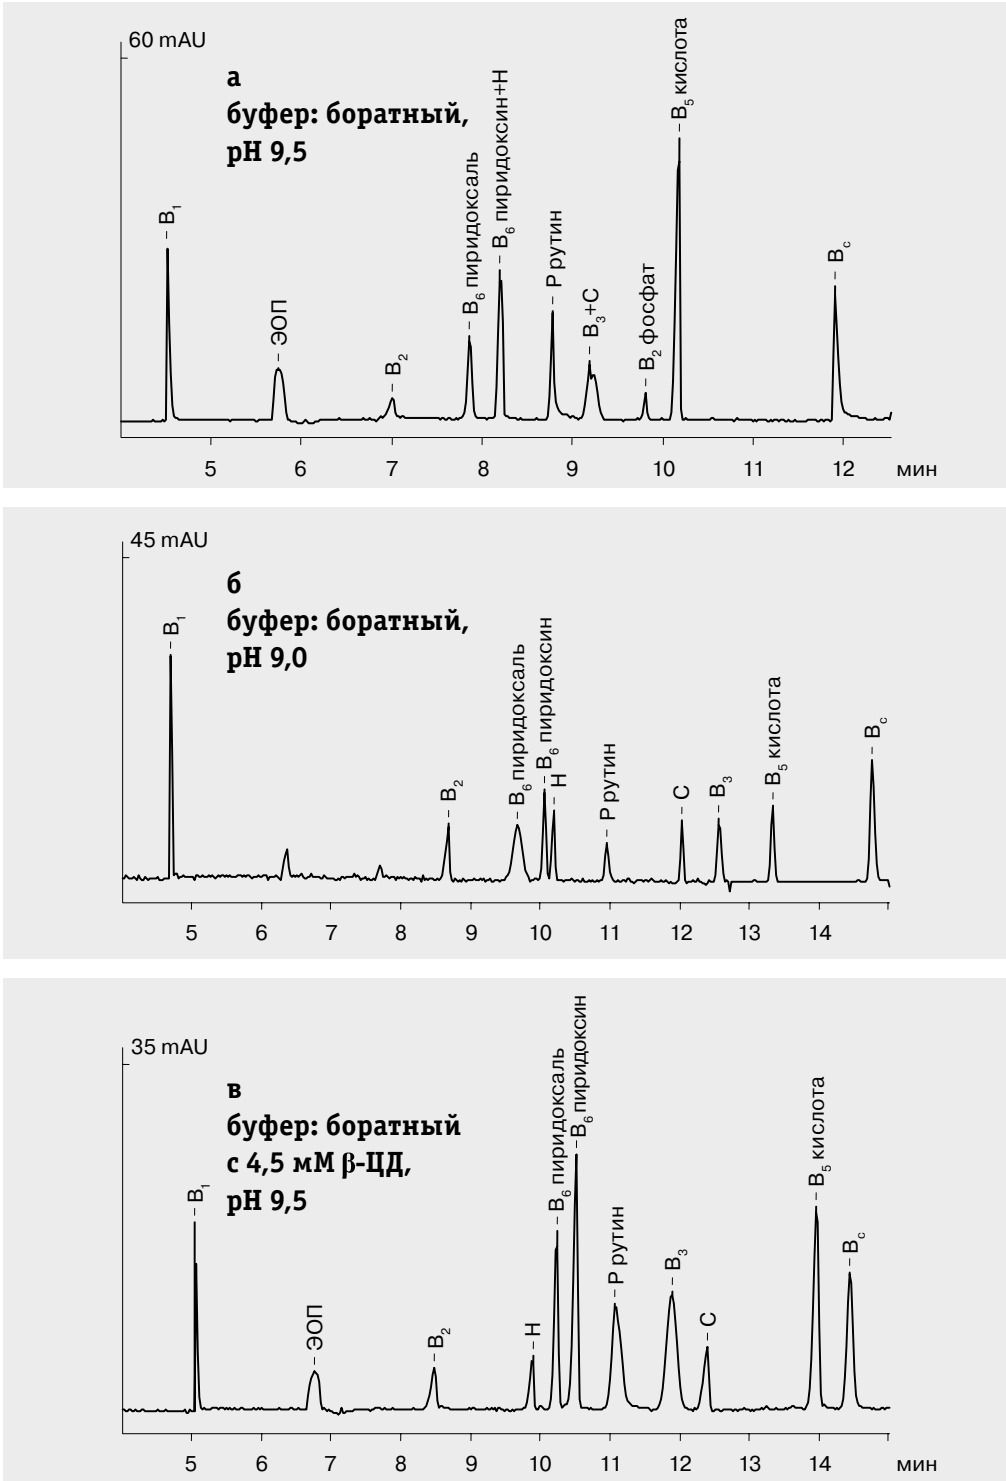 60 mAU
а
буфер: боратный,
pH 9,5
B₁
ЭОП
B₂
B₆ пиридоксаль
B₆ пиридоксин+Н
Р рутин
B₃+C
B₂ фосфат
B₅ кислота
Bc
5 6 7 8 9 10 11 12 мин
45 mAU
б
буфер: боратный,
pH 9,0
B₁
B₂
B₆ пиридоксаль
B₆ пиридоксин
Н
Р рутин
C
B₃
B₅ кислота
Bc
5 6 7 8 9 10 11 12 13 14
35 mAU
в
буфер: боратный
с 4,5 мМ β-ЦД,
pH 9,5
B₁
ЭОП
B₂
Н
B₆ пиридоксаль
B₆ пиридоксин
Р рутин
B₃
C
B₅ кислота
Bc
5 6 7 8 9 10 11 12 13 14 мин